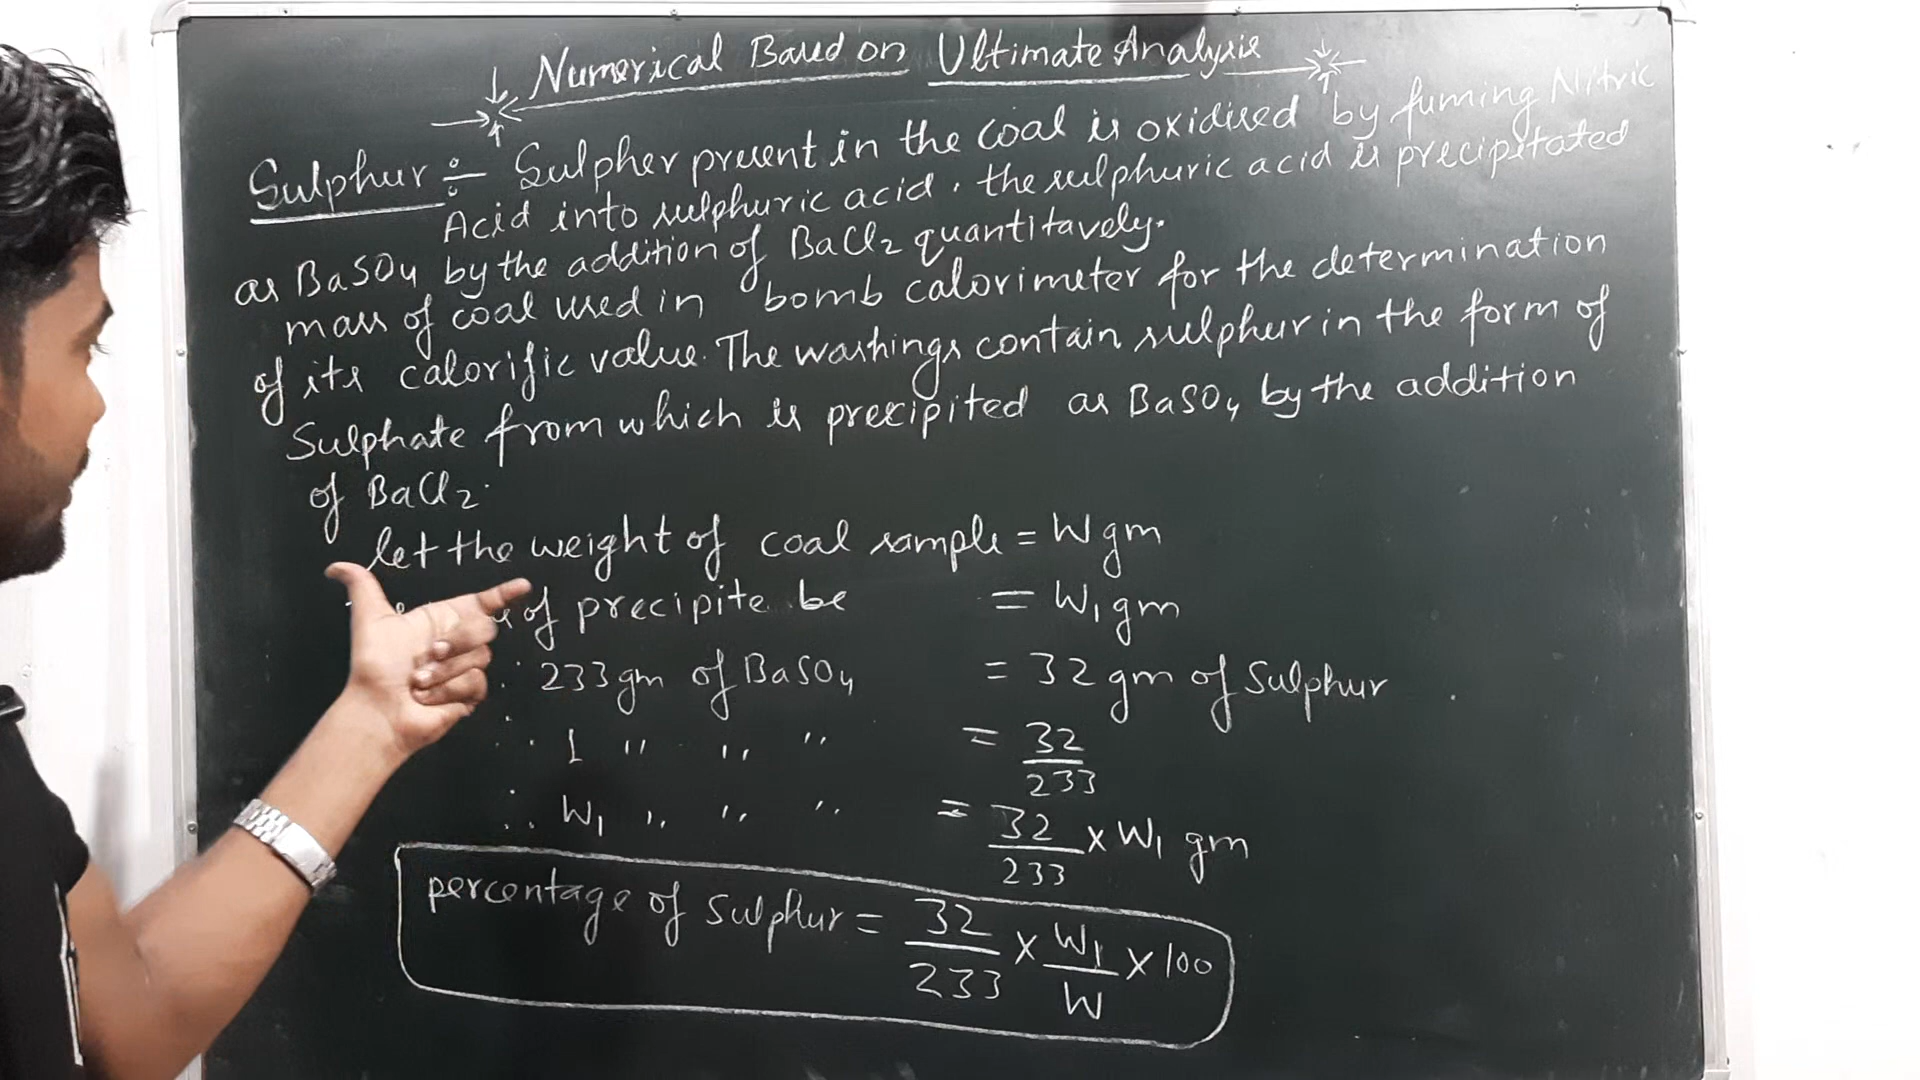 Numerical Based on Ultimate Analysis
Sulphur ÷ Sulpher present in the coal is oxidised by fuming Nitric
Acid into sulphuric acid. the sulphuric acid is precipitated
as BaSO4 by the addition of BaCl2 quantitavely.
mass of coal used in bomb calorimeter for the determination
of its calorific value. The washings contain sulphur in the form of
Sulphate from which is precipited as BaSO4 by the addition
of BaCl2.
let the weight of coal sample = W gm
of precipite be = W1 gm
∵ 233 gm of BaSO4 = 32 gm of Sulphur
∴ 1 " " " = 32/233
∴ W1 " " " = 32/233 x W1 gm
percentage of sulphur = 32/233 x W1/W x 100